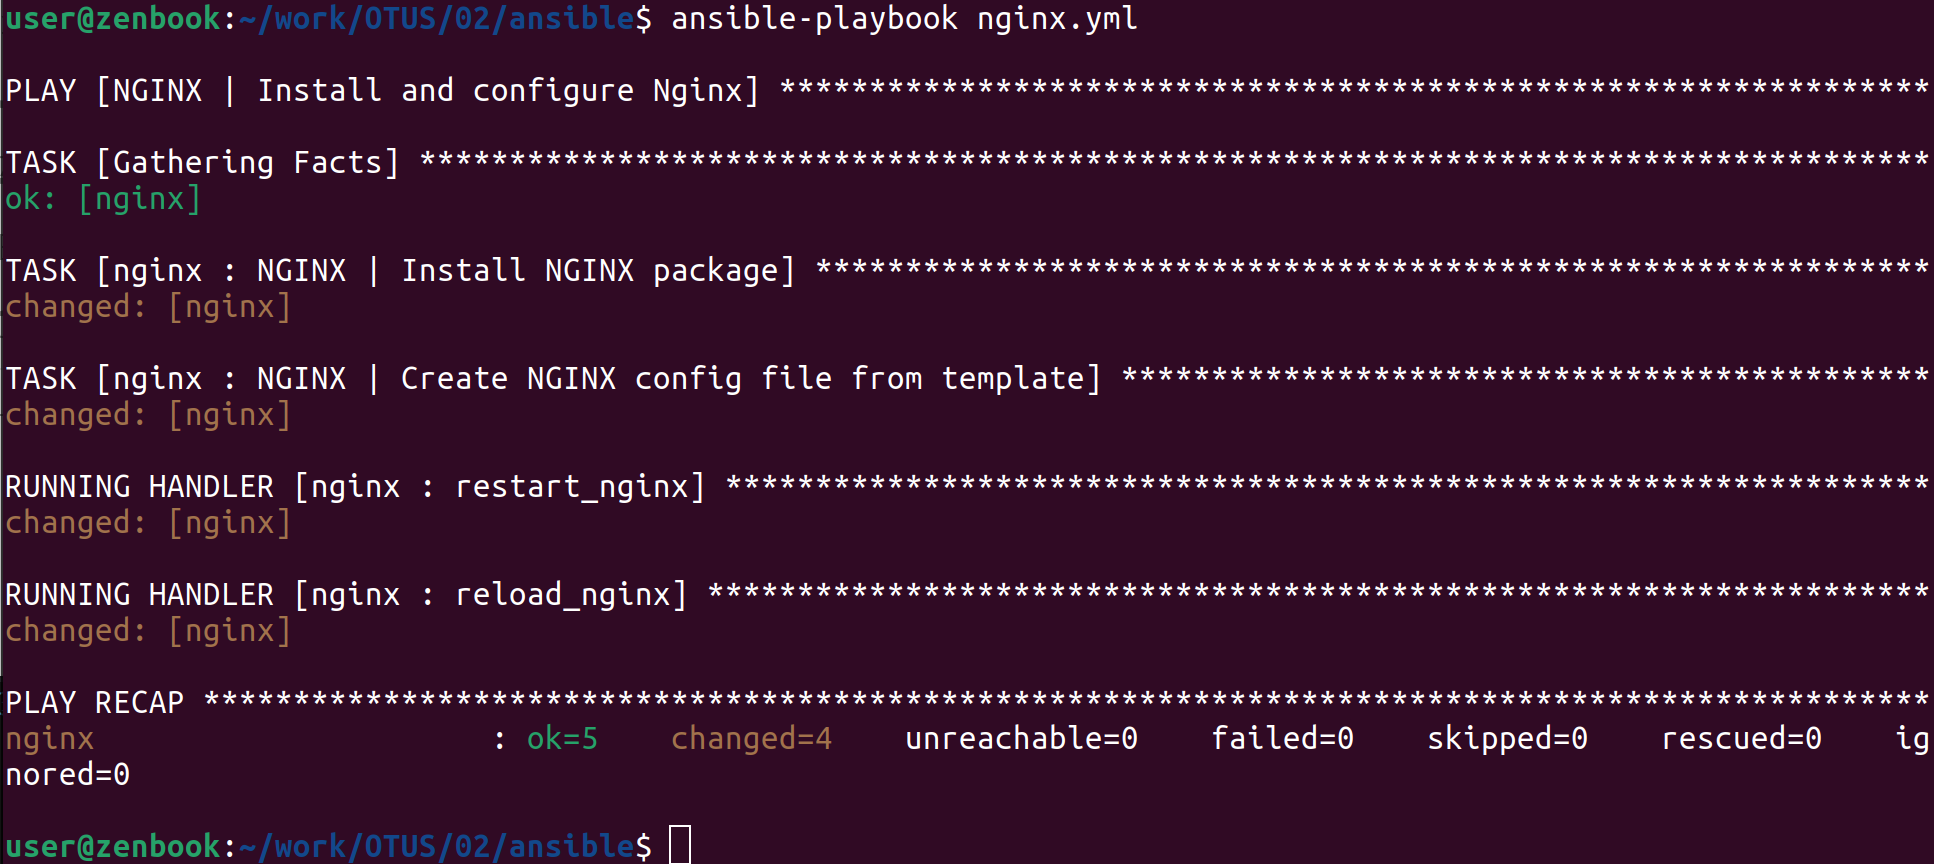 user@zenbook:~/work/OTUS/02/ansible$ ansible-playbook nginx.yml
PLAY [NGINX | Install and configure Nginx] ****************************************************************
TASK [Gathering Facts] ************************************************************************************
ok: [nginx]
TASK [nginx : NGINX | Install NGINX package] **************************************************************
changed: [nginx]
TASK [nginx : NGINX | Create NGINX config file from template] *********************************************
changed: [nginx]
RUNNING HANDLER [nginx : restart_nginx] *******************************************************************
changed: [nginx]
RUNNING HANDLER [nginx : reload_nginx] ********************************************************************
changed: [nginx]
PLAY RECAP ************************************************************************************************
nginx                      : ok=5    changed=4    unreachable=0    failed=0    skipped=0    rescued=0    ig
nored=0
user@zenbook:~/work/OTUS/02/ansible$